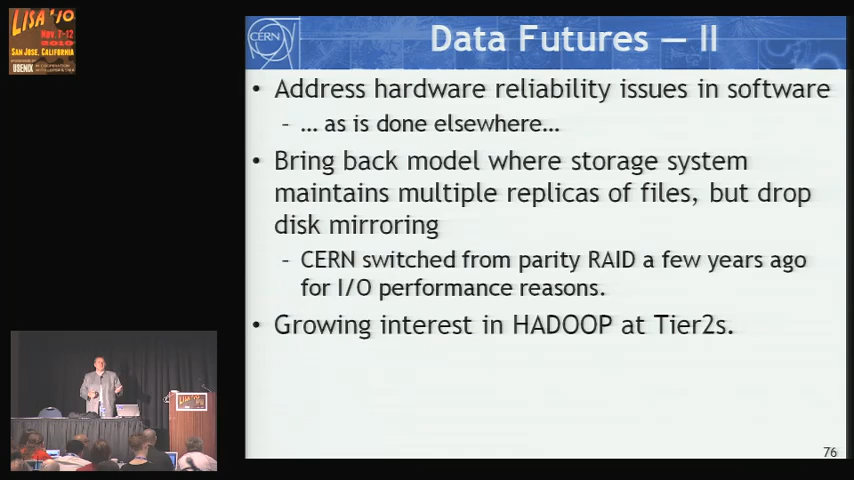 LISA '10
Nov 7-12
2010
SAN JOSE, CALIFORNIA
USENIX
CERN
Data Futures — II
• Address hardware reliability issues in software
- … as is done elsewhere…
• Bring back model where storage system
maintains multiple replicas of files, but drop
disk mirroring
- CERN switched from parity RAID a few years ago
for I/O performance reasons.
• Growing interest in HADOOP at Tier2s.
76